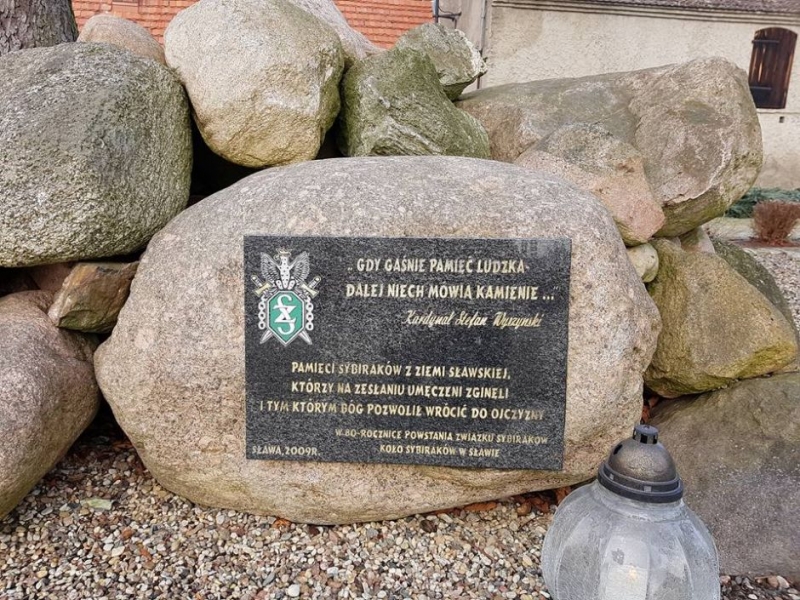 „GDY GAŚNIE PAMIĘĆ LUDZKA-
DALEJ NIECH MÓWIĄ KAMIENIE ...
Kardynał Stefan Wyszyński
ZS
PAMIĘCI SYBIRAKÓW Z ZIEMI SŁAWSKIEJ,
KTÓRZY NA ZESŁANIU UMĘCZENI ZGINĘLI
I TYM KTÓRYM BÓG POZWOLIŁ WRÓCIĆ DO OJCZYZNY
W 80-ROCZNICĘ POWSTANIA ZWIĄZKU SYBIRAKÓW
SŁAWA, 2009R. KOŁO SYBIRAKÓW W SŁAWIE